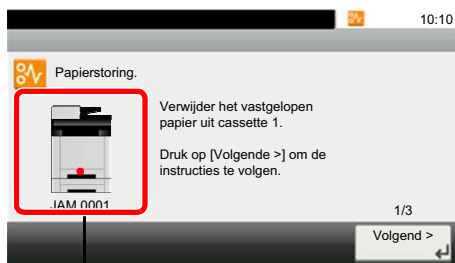 10:10
Papierstoring.
Verwijder het vastgelopen
papier uit cassette 1.
Druk op [Volgende >] om de
instructies te volgen.
JAM 0001
1/3
Volgend >